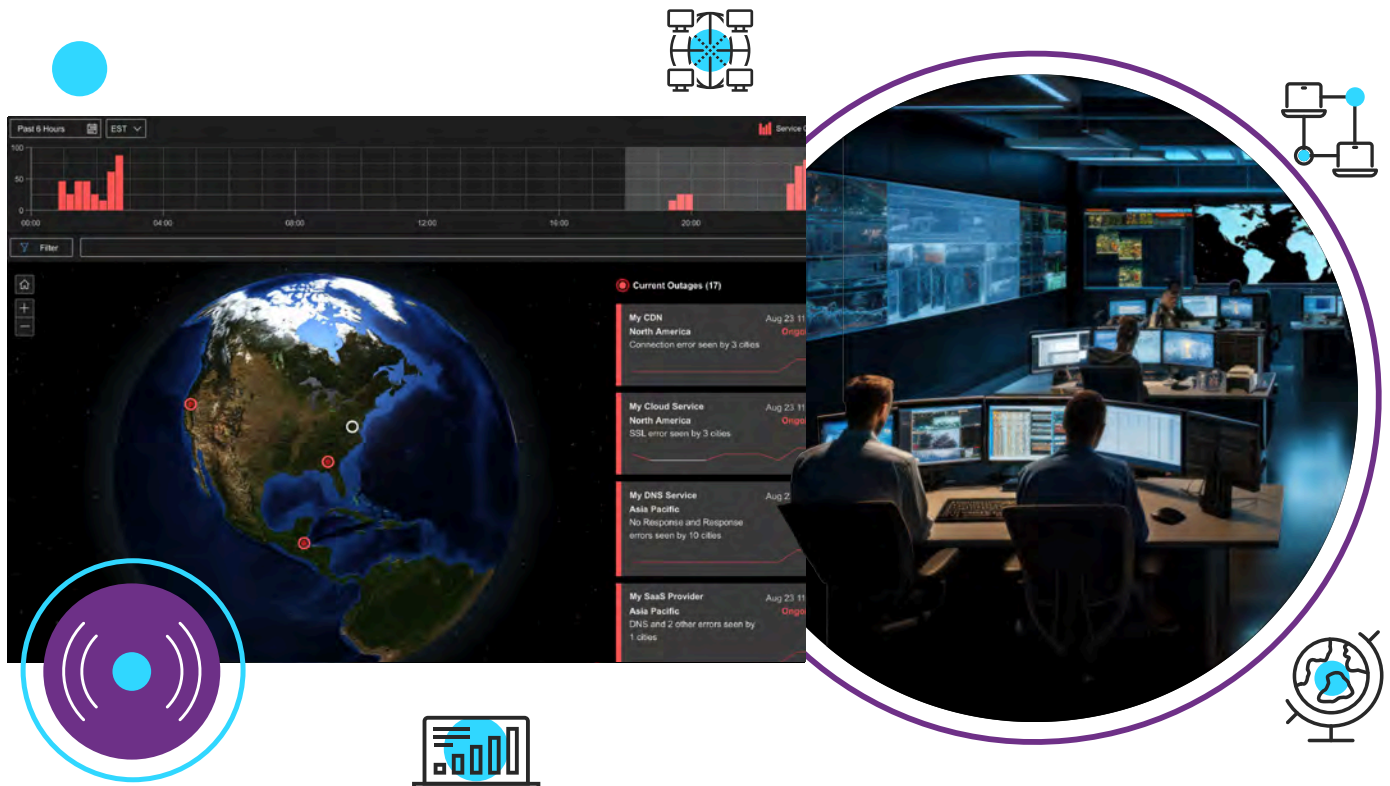 Past 6 Hours
EST
Service
100
50
0
00:00
04:00
08:00
12:00
16:00
20:00
Filter
Current Outages (17)
My CDN
Aug 23 11
North America
Connection error seen by 3 cities
My Cloud Service
Aug 23 11
North America
SSL error seen by 3 cities
My DNS Service
Aug 2
Asia Pacific
No Response and Response
errors seen by 10 cities
My SaaS Provider
Aug 23 11
Asia Pacific
DNS and 2 other errors seen by
1 cities